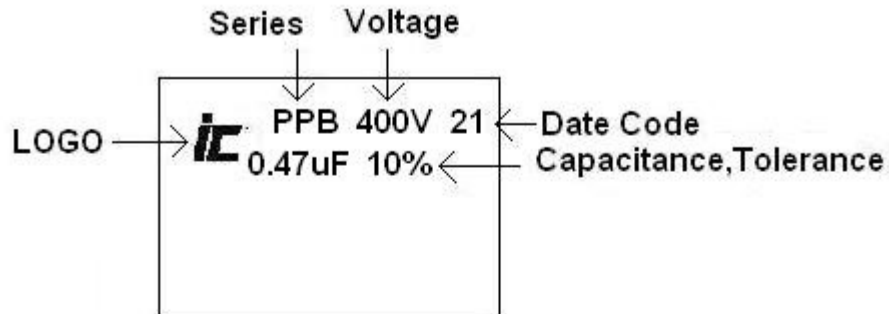 Series Voltage
LOGO ic PPB 400V 21 Date Code
0.47uF 10% Capacitance,Tolerance